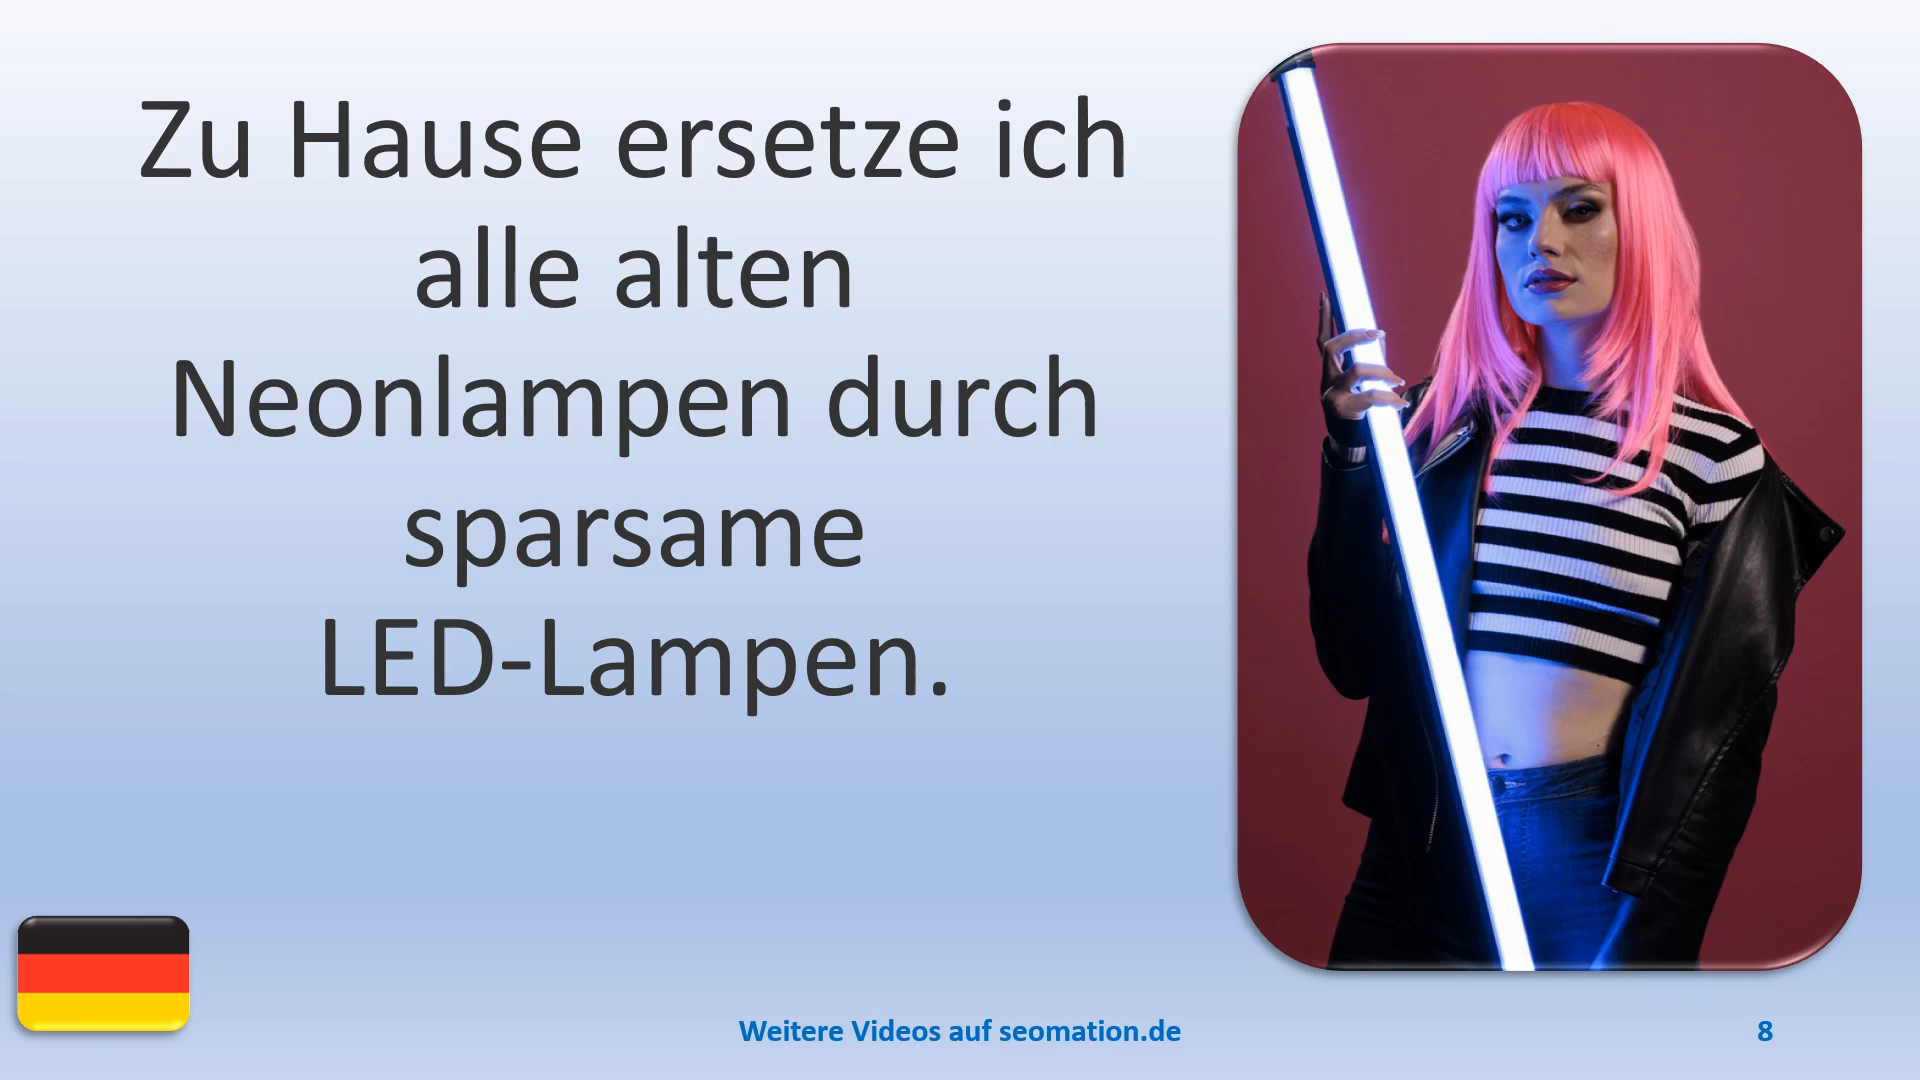 Zu Hause ersetze ich
alle alten
Neonlampen durch
sparsame
LED-Lampen.
Weitere Videos auf seomation.de
8